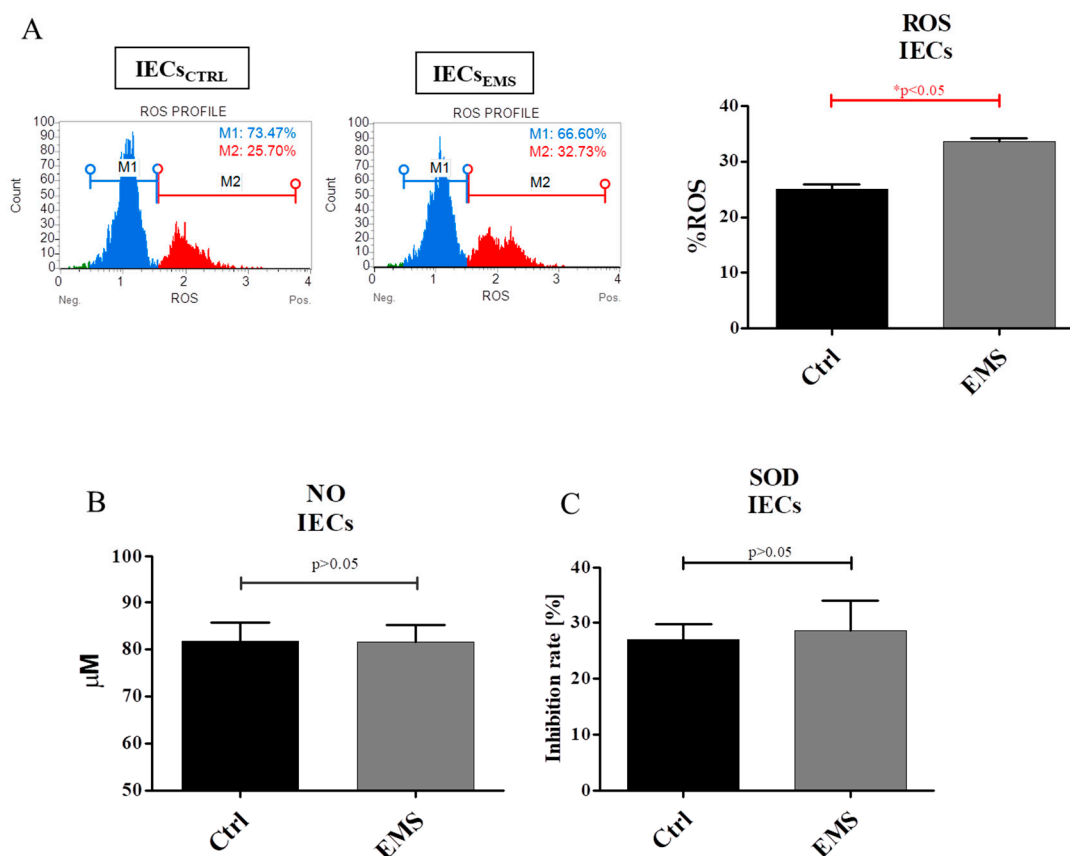 A
IECsCTRL
ROS PROFILE
M1: 73.47%
M2: 25.70%
M1
M2
Count
100
90
80
70
60
50
40
30
20
10
0
0 1 2 3 4
Neg. ROS Pos.
IECsEMS
ROS PROFILE
M1: 66.60%
M2: 32.73%
M1
M2
Count
100
90
80
70
60
50
40
30
20
10
0
0 1 2 3 4
Neg. ROS Pos.
ROS
IECs
*p<0.05
%ROS
40
30
20
10
0
Ctrl EMS
B
NO
IECs
p>0.05
μM
100
90
80
70
60
50
Ctrl EMS
C
SOD
IECs
p>0.05
Inhibition rate [%]
40
30
20
10
0
Ctrl EMS